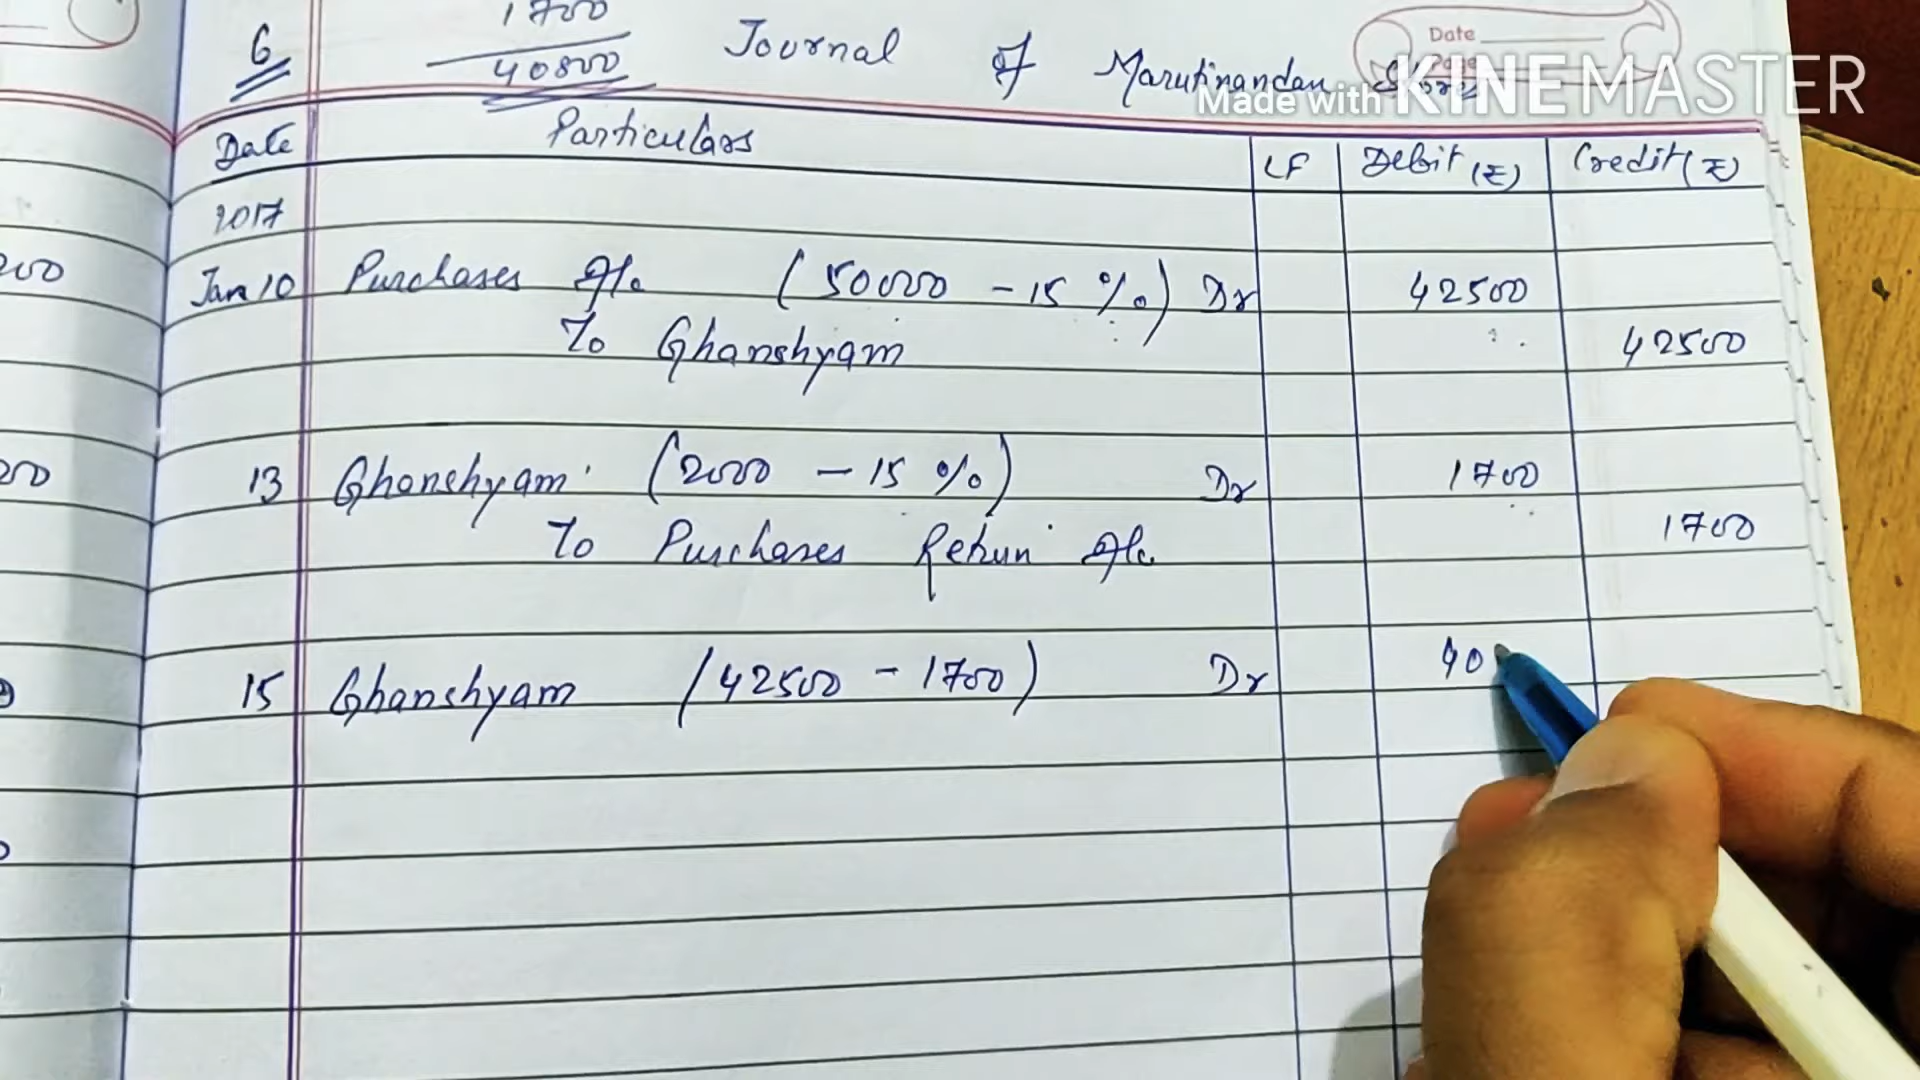 1700
6 40800 Journal of Marutinandan Stores
Date
Page
Made with KINEMASTER
Date Particulars LF Debit (₹) Credit (₹)
2017
Jan 10 Purchases A/c (50000 - 15 %) Dr 42500
To Ghanshyam 42500
13 Ghanshyam (2000 - 15 %) Dr 1700
To Purchases Return A/c 1700
15 Ghanshyam (42500 - 1700) Dr 40